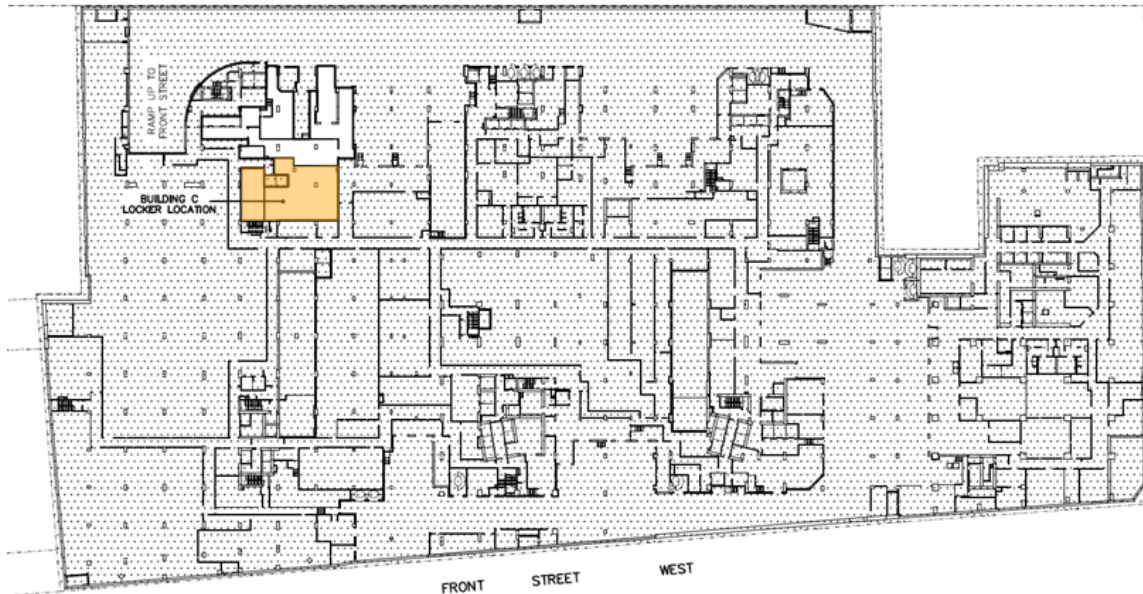 RAMP UP TO
FRONT STREET
BUILDING C
LOCKER LOCATION
FRONT STREET WEST